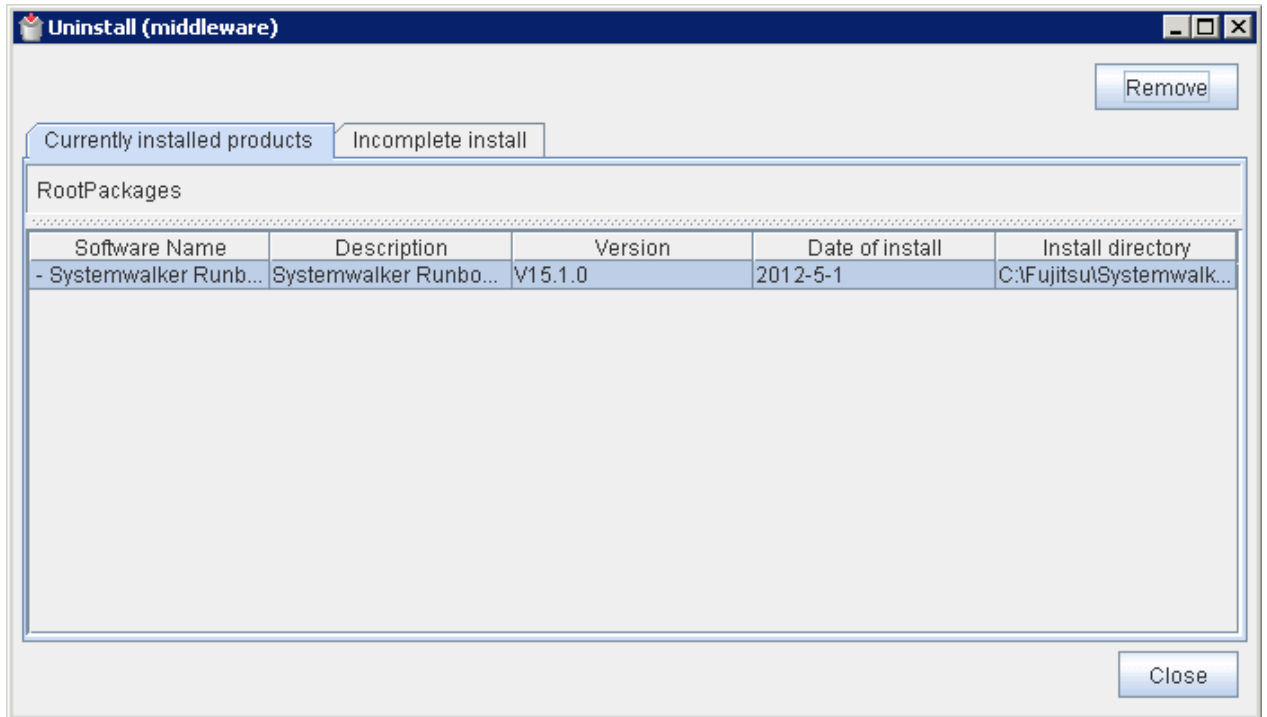 Uninstall (middleware)
Remove
Currently installed products Incomplete install
RootPackages
Software Name Description Version Date of install Install directory
- Systemwalker Runb... Systemwalker Runbo... V15.1.0 2012-5-1 C:\Fujitsu\Systemwalk...
Close